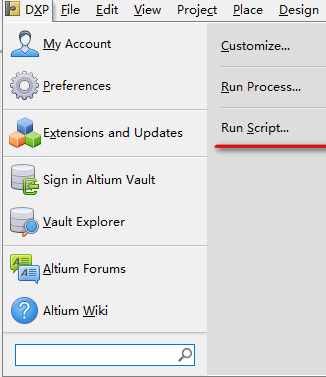 DXP File Edit View Project Place Design
My Account
Preferences
Extensions and Updates
Sign in Altium Vault
Vault Explorer
Altium Forums
Altium Wiki
Customize...
Run Process...
Run Script...